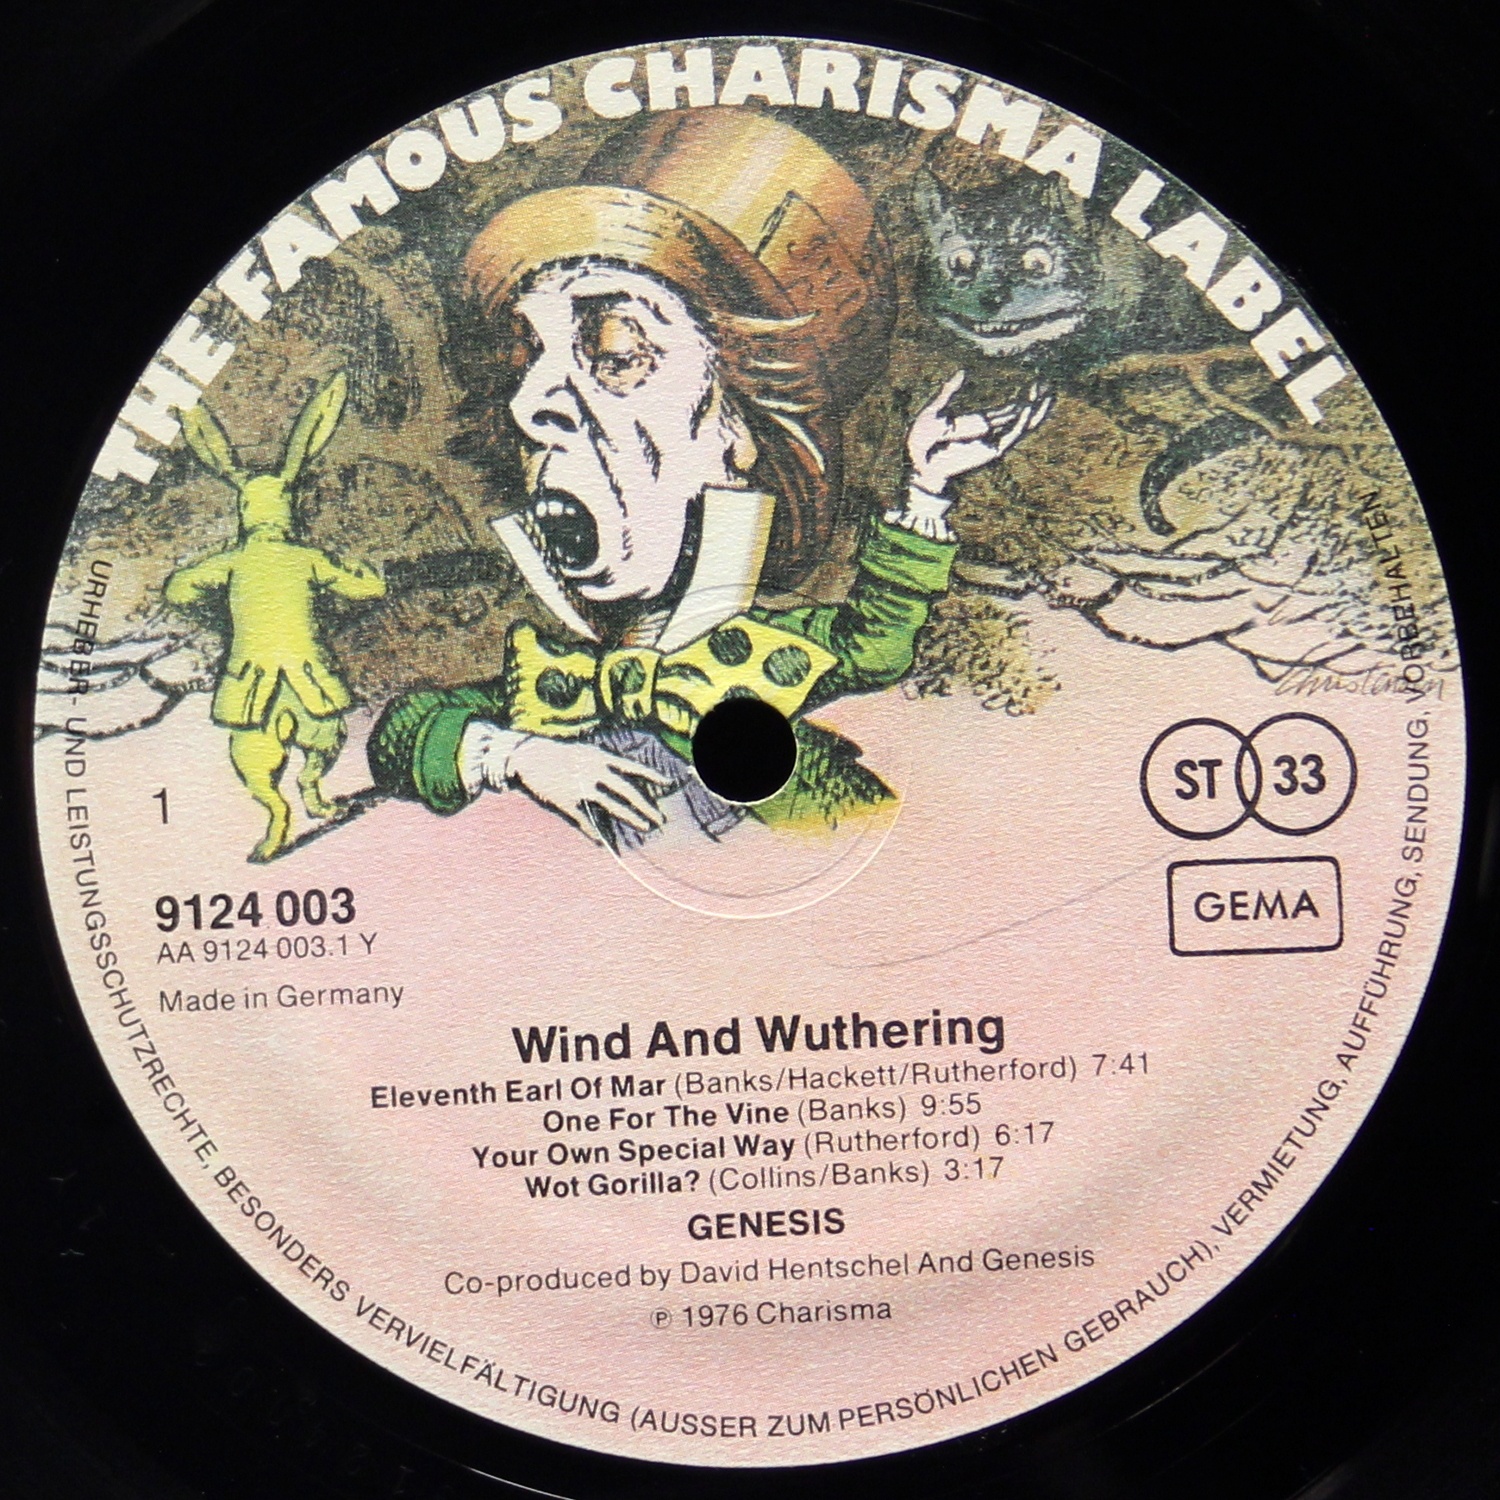 THE FAMOUS CHARISMA LABEL
1
ST 33
GEMA
9124 003
AA 9124 003.1 Y
Made in Germany
Wind And Wuthering
Eleventh Earl Of Mar (Banks/Hackett/Rutherford) 7:41
One For The Vine (Banks) 9:55
Your Own Special Way (Rutherford) 6:17
Wot Gorilla? (Collins/Banks) 3:17
GENESIS
Co-produced by David Hentschel And Genesis
℗ 1976 Charisma
URHEBER- UND LEISTUNGSSCHUTZRECHTE, BESONDERS VERVIELFÄLTIGUNG (AUSSER ZUM PERSÖNLICHEN GEBRAUCH), VERMIETUNG, AUFFÜHRUNG, SENDUNG, VORBEHALTEN